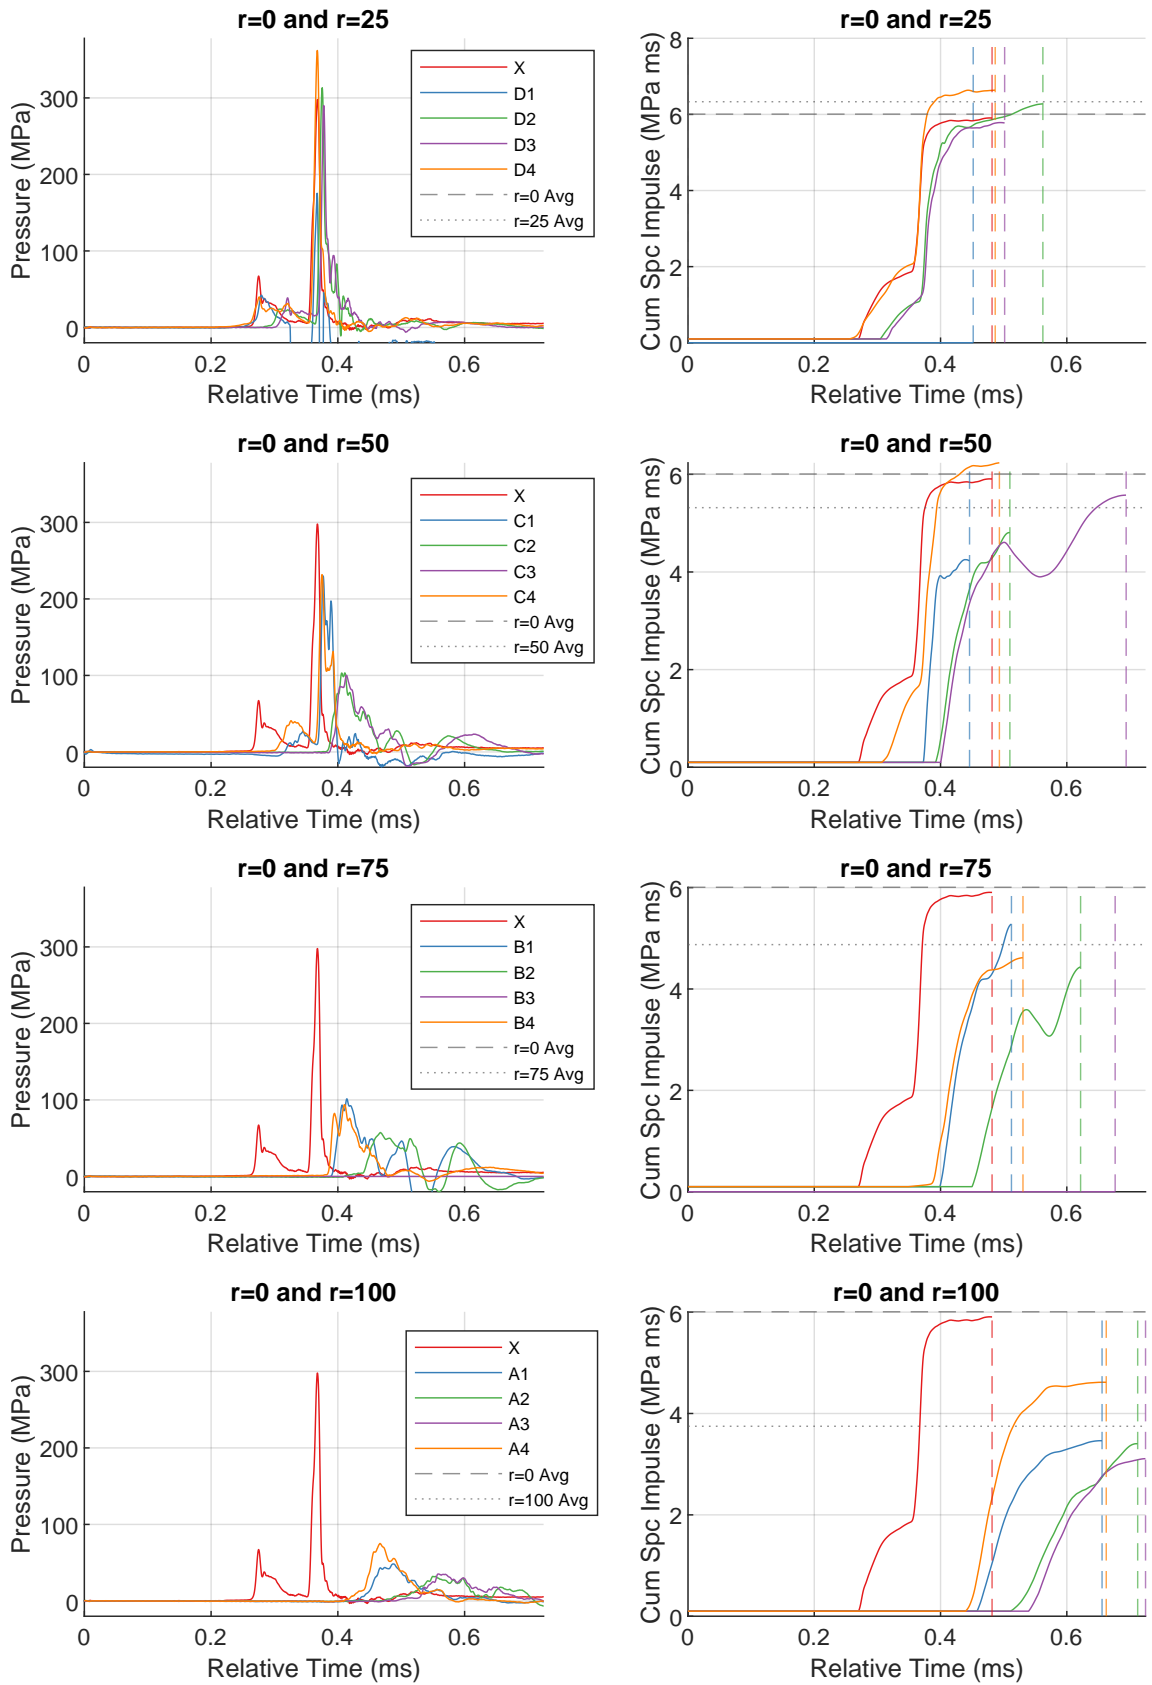 r=0 and r=25
Pressure (MPa)
300
200
100
0
0
0.2
0.4
0.6
Relative Time (ms)
X
D1
D2
D3
D4
r=0 Avg
r=25 Avg
r=0 and r=25
Cum Spc Impulse (MPa ms)
8
6
4
2
0
0
0.2
0.4
0.6
Relative Time (ms)
r=0 and r=50
Pressure (MPa)
300
200
100
0
0
0.2
0.4
0.6
Relative Time (ms)
X
C1
C2
C3
C4
r=0 Avg
r=50 Avg
r=0 and r=50
Cum Spc Impulse (MPa ms)
6
4
2
0
0
0.2
0.4
0.6
Relative Time (ms)
r=0 and r=75
Pressure (MPa)
300
200
100
0
0
0.2
0.4
0.6
Relative Time (ms)
X
B1
B2
B3
B4
r=0 Avg
r=75 Avg
r=0 and r=75
Cum Spc Impulse (MPa ms)
6
4
2
0
0
0.2
0.4
0.6
Relative Time (ms)
r=0 and r=100
Pressure (MPa)
300
200
100
0
0
0.2
0.4
0.6
Relative Time (ms)
X
A1
A2
A3
A4
r=0 Avg
r=100 Avg
r=0 and r=100
Cum Spc Impulse (MPa ms)
6
4
2
0
0
0.2
0.4
0.6
Relative Time (ms)